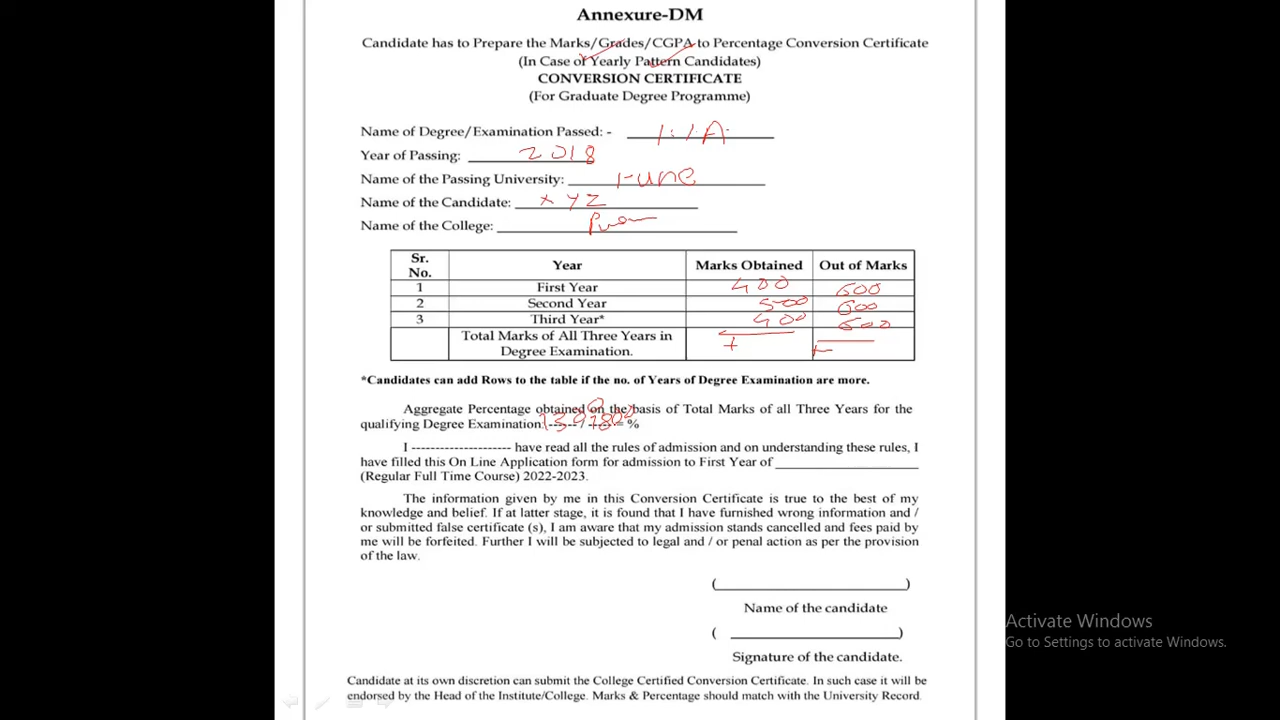 Annexure-DM
Candidate has to Prepare the Marks/Grades/CGPA to Percentage Conversion Certificate
(In Case of Yearly Pattern Candidates)
CONVERSION CERTIFICATE
(For Graduate Degree Programme)
Name of Degree/Examination Passed: -
Year of Passing: 2018
Name of the Passing University: Pune
Name of the Candidate: XYZ
Name of the College:
Sr. No. Year Marks Obtained Out of Marks
1 First Year 400 600
2 Second Year 500 600
3 Third Year* 400 600
Total Marks of All Three Years in
Degree Examination.
*Candidates can add Rows to the table if the no. of Years of Degree Examination are more.
Aggregate Percentage obtained on the basis of Total Marks of all Three Years for the
qualifying Degree Examination: ------ / ------= %
I --------------------- have read all the rules of admission and on understanding these rules, I
have filled this On Line Application form for admission to First Year of ____________________
(Regular Full Time Course) 2022-2023.
The information given by me in this Conversion Certificate is true to the best of my
knowledge and belief. If at latter stage, it is found that I have furnished wrong information and /
or submitted false certificate (s), I am aware that my admission stands cancelled and fees paid by
me will be forfeited. Further I will be subjected to legal and / or penal action as per the provision
of the law.
(____________________________)
Name of the candidate
( _________________________)
Signature of the candidate.
Candidate at its own discretion can submit the College Certified Conversion Certificate. In such case it will be
endorsed by the Head of the Institute/College. Marks & Percentage should match with the University Record.
Activate Windows
Go to Settings to activate Windows.